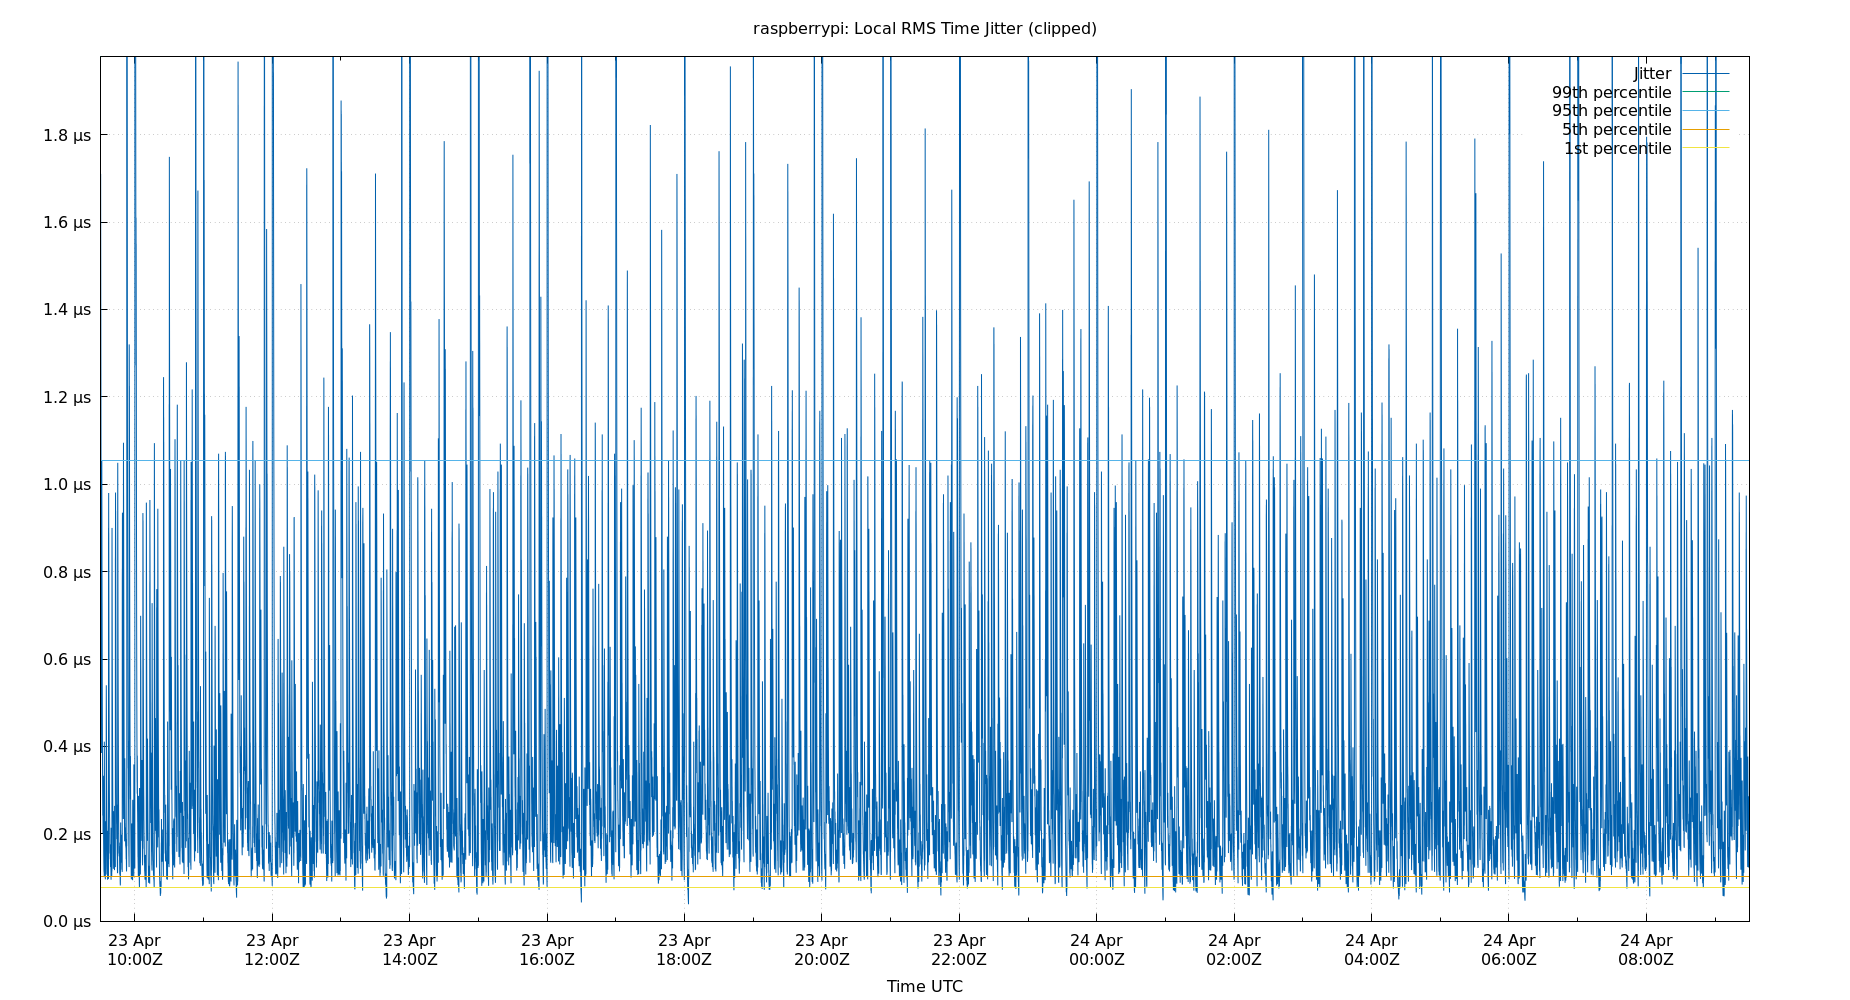 raspberrypi: Local RMS Time Jitter (clipped)
Jitter
99th percentile
95th percentile
5th percentile
1st percentile
1.8 µs
1.6 µs
1.4 µs
1.2 µs
1.0 µs
0.8 µs
0.6 µs
0.4 µs
0.2 µs
0.0 µs
23 Apr 23 Apr 23 Apr 23 Apr 23 Apr 23 Apr 23 Apr 24 Apr 24 Apr 24 Apr 24 Apr 24 Apr
10:00Z 12:00Z 14:00Z 16:00Z 18:00Z 20:00Z 22:00Z 00:00Z 02:00Z 04:00Z 06:00Z 08:00Z
Time UTC